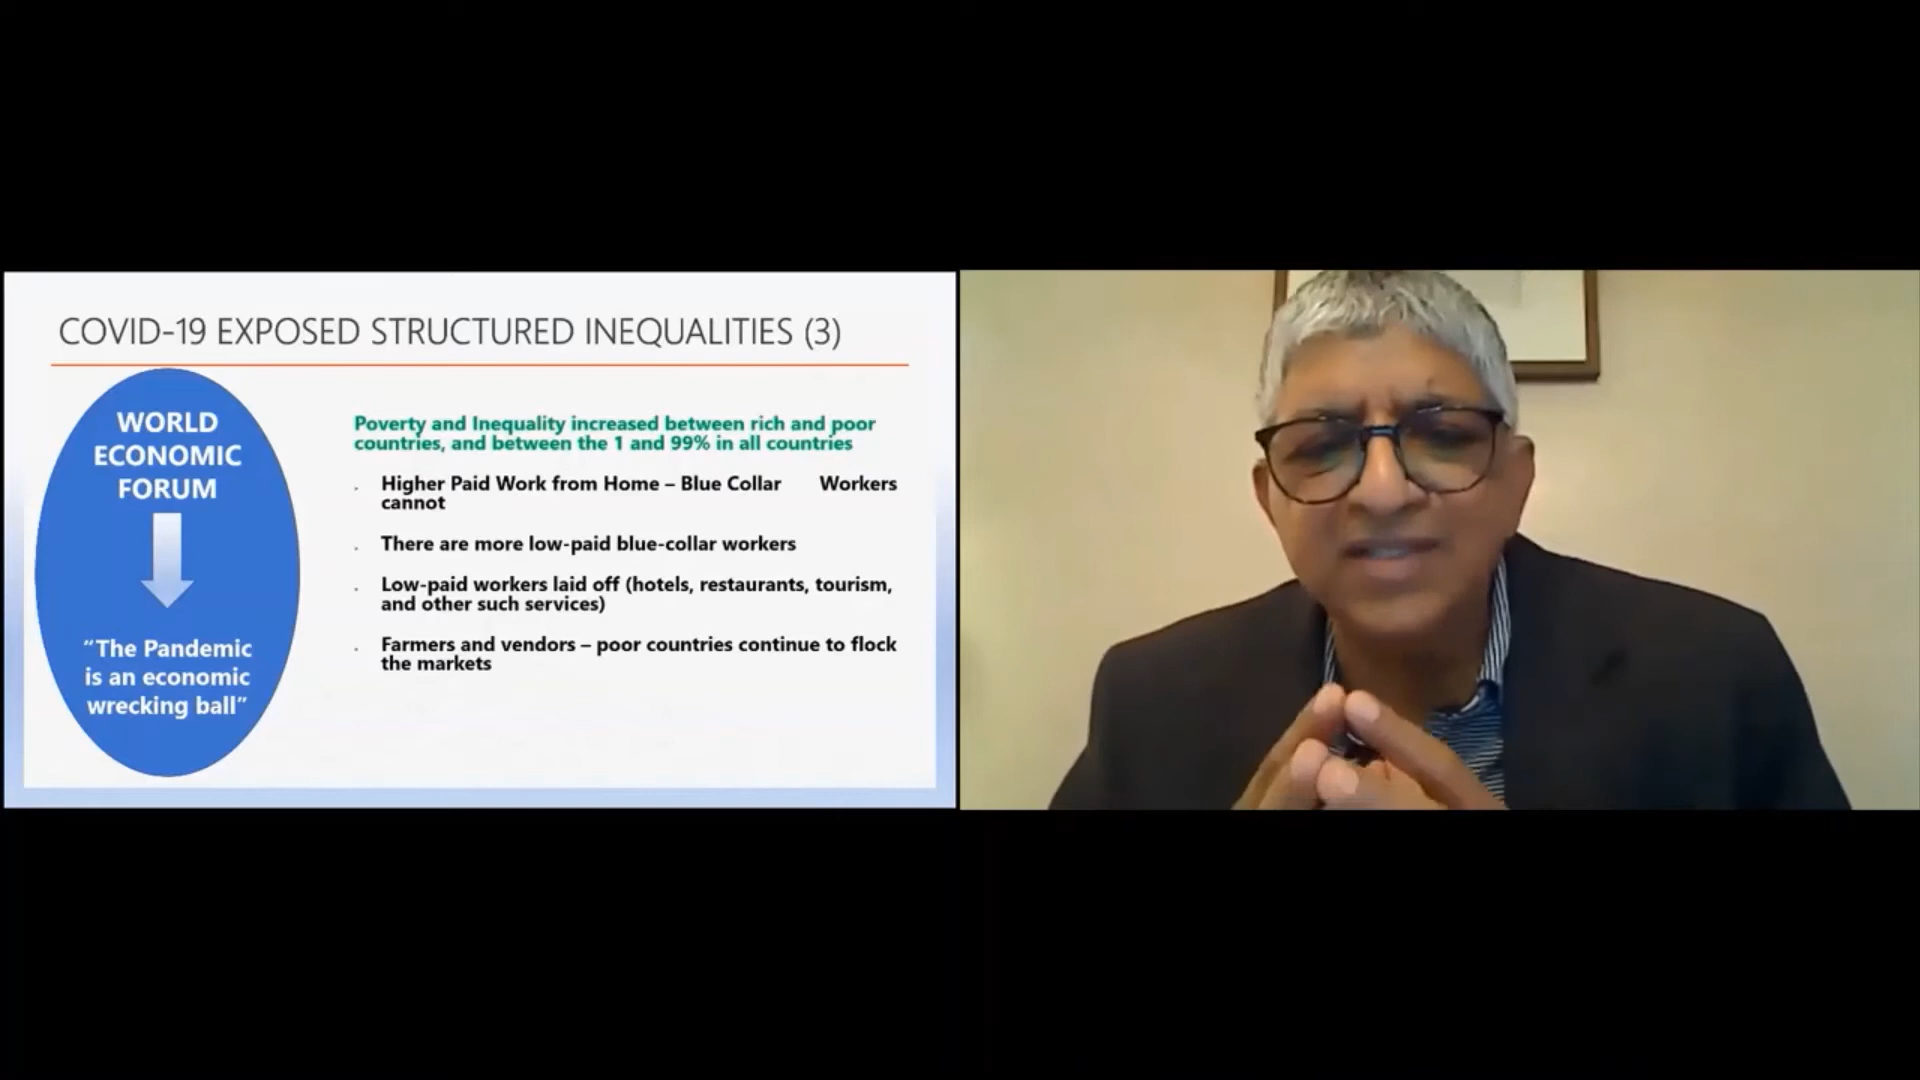 COVID-19 EXPOSED STRUCTURED INEQUALITIES (3)
WORLD
ECONOMIC
FORUM
"The Pandemic
is an economic
wrecking ball"
Poverty and Inequality increased between rich and poor
countries, and between the 1 and 99% in all countries
Higher Paid Work from Home – Blue Collar Workers
cannot
There are more low-paid blue-collar workers
Low-paid workers laid off (hotels, restaurants, tourism,
and other such services)
Farmers and vendors – poor countries continue to flock
the markets